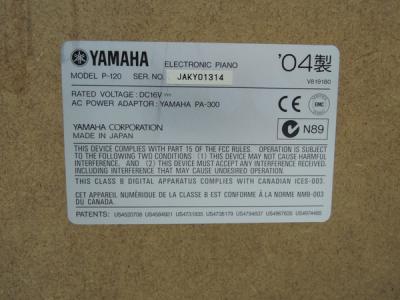 YAMAHA ELECTRONIC PIANO '04製
MODEL P-120 SERIAL NO. JAKY01314 V819180
RATED VOLTAGE: DC16V
AC POWER ADAPTOR: YAMAHA PA-300
CE EMC
YAMAHA CORPORATION
MADE IN JAPAN N89
THIS DEVICE COMPLIES WITH PART 15 OF THE FCC RULES. OPERATION IS SUBJECT
TO THE FOLLOWING TWO CONDITIONS (1) THIS DEVICE MAY NOT CAUSE HARMFUL
INTERFERENCE, AND (2) THIS DEVICE MUST ACCEPT ANY INTERFERENCE RECEIVED,
INCLUDING INTERFERENCE THAT MAY CAUSE UNDESIRED OPERATION.
THIS CLASS B DIGITAL APPARATUS COMPLIES WITH CANADIAN ICES-003.
CET APPAREIL NUMÉRIQUE DE LA CLASSE B EST CONFORME A LA NORME NMB-003
DU CANADA.
PATENTS: